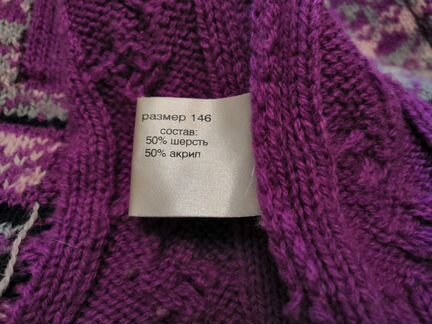 размер 146
состав:
50% шерсть
50% акрил